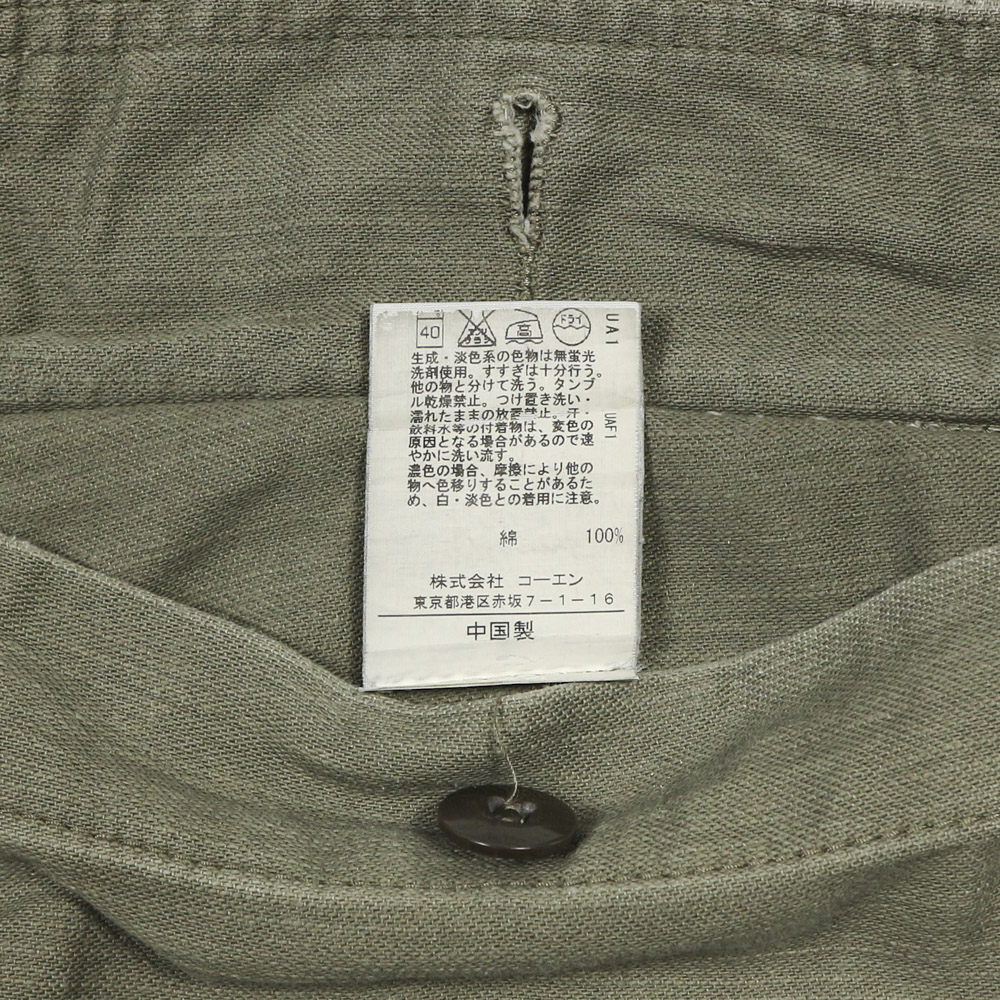 40 エンソ サラシ 高 ドライ
生成・淡色系の色物は無蛍光
洗剤使用。すすぎは十分行う。
他の物と分けて洗う。タンブ
ル乾燥禁止。つけ置き洗い・
濡れたままの放置禁止。汗・
飲料水等の付着物は、変色の
原因となる場合があるので速
やかに洗い流す。
濃色の場合、摩擦により他の
物へ色移りすることがあるた
め、白・淡色との着用に注意。
綿 100%
株式会社 コーエン
東京都港区赤坂7-1-16
中国製
UA1
UAF1